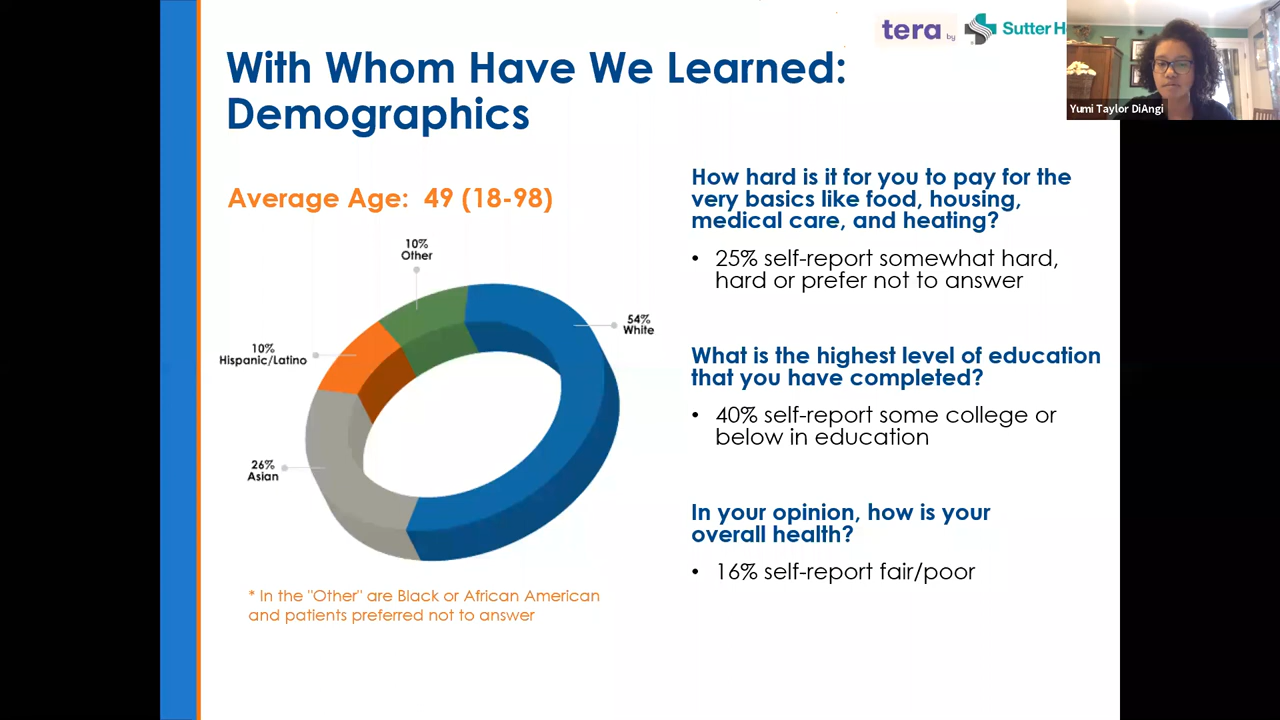 tera by Sutter H
Yumi Taylor DiAngi
With Whom Have We Learned:
Demographics
Average Age: 49 (18-98)
10%
Other
54%
White
10%
Hispanic/Latino
26%
Asian
* In the "Other" are Black or African American
and patients preferred not to answer
How hard is it for you to pay for the
very basics like food, housing,
medical care, and heating?
• 25% self-report somewhat hard,
hard or prefer not to answer
What is the highest level of education
that you have completed?
• 40% self-report some college or
below in education
In your opinion, how is your
overall health?
• 16% self-report fair/poor